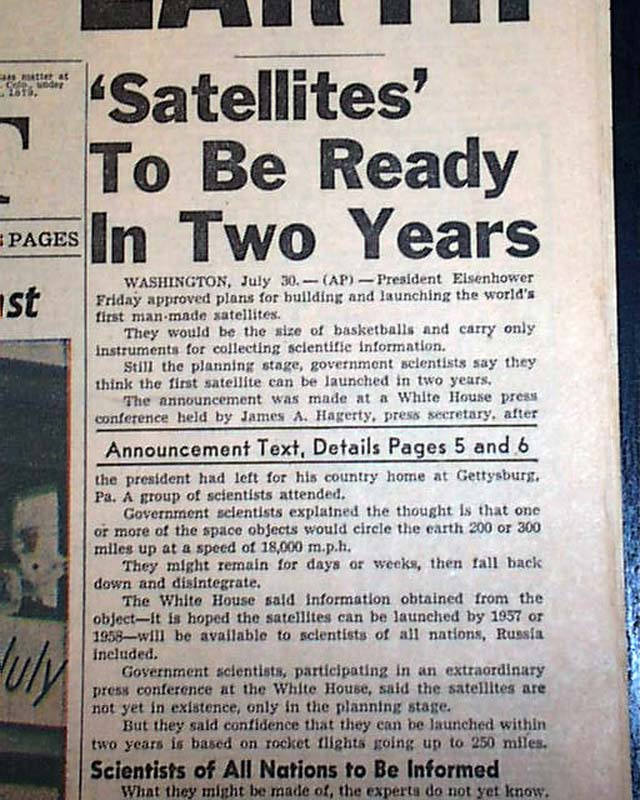 EARTH
ass matter at
Colo., under
1879.
T
PAGES
ast
July
‘Satellites’
To Be Ready
In Two Years
WASHINGTON, July 30.—(AP)—President Eisenhower
Friday approved plans for building and launching the world's
first man-made satellites.
They would be the size of basketballs and carry only
instruments for collecting scientific information.
Still the planning stage, government scientists say they
think the first satellite can be launched in two years.
The announcement was made at a White House press
conference held by James A. Hagerty, press secretary, after
Announcement Text, Details Pages 5 and 6
the president had left for his country home at Gettysburg,
Pa. A group of scientists attended.
Government scientists explained the thought is that one
or more of the space objects would circle the earth 200 or 300
miles up at a speed of 18,000 m.p.h.
They might remain for days or weeks, then fall back
down and disintegrate.
The White House said information obtained from the
object—it is hoped the satellites can be launched by 1957 or
1958—will be available to scientists of all nations, Russia
included.
Government scientists, participating in an extraordinary
press conference at the White House, said the satellites are
not yet in existence, only in the planning stage.
But they said confidence that they can be launched within
two years is based on rocket flights going up to 250 miles.
Scientists of All Nations to Be Informed
What they might be made of, the experts do not yet know.